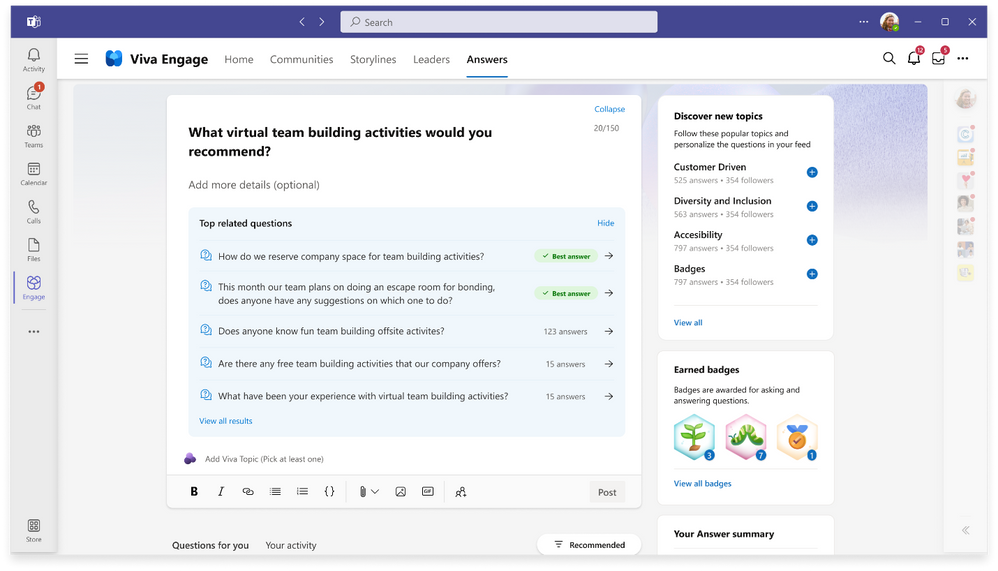 Search
Activity
1
Chat
Teams
Calendar
Calls
Files
Engage
Store
Viva Engage
Home
Communities
Storylines
Leaders
Answers
12
5
Collapse
What virtual team building activities would you
recommend?
20/150
Add more details (optional)
Top related questions
Hide
How do we reserve company space for team building activities?
Best answer
This month our team plans on doing an escape room for bonding,
does anyone have any suggestions on which one to do?
Best answer
Does anyone know fun team building offsite activites?
123 answers
Are there any free team building activities that our company offers?
15 answers
What have been your experience with virtual team building activities?
15 answers
View all results
Add Viva Topic (Pick at least one)
B
I
{}
GIF
Post
Questions for you
Your activity
Recommended
Discover new topics
Follow these popular topics and
personalize the questions in your feed
Customer Driven
525 answers • 354 followers
Diversity and Inclusion
563 answers • 354 followers
Accesibility
797 answers • 354 followers
Badges
797 answers • 354 followers
View all
Earned badges
Badges are awarded for asking and
answering questions.
3
7
1
View all badges
Your Answer summary